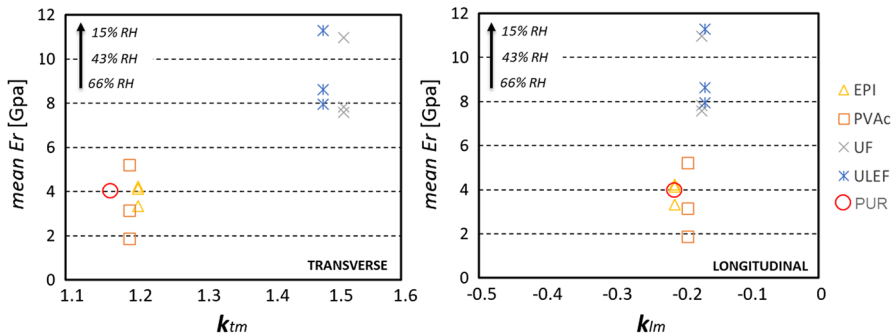 12
10
8
6
4
2
0
mean Er [Gpa]
15% RH
43% RH
66% RH
TRANSVERSE
1.1 1.2 1.3 1.4 1.5 1.6
ktm
12
10
8
6
4
2
0
mean Er [Gpa]
15% RH
43% RH
66% RH
LONGITUDINAL
-0.5 -0.4 -0.3 -0.2 -0.1 0
klm
EPI
PVAc
UF
ULEF
PUR